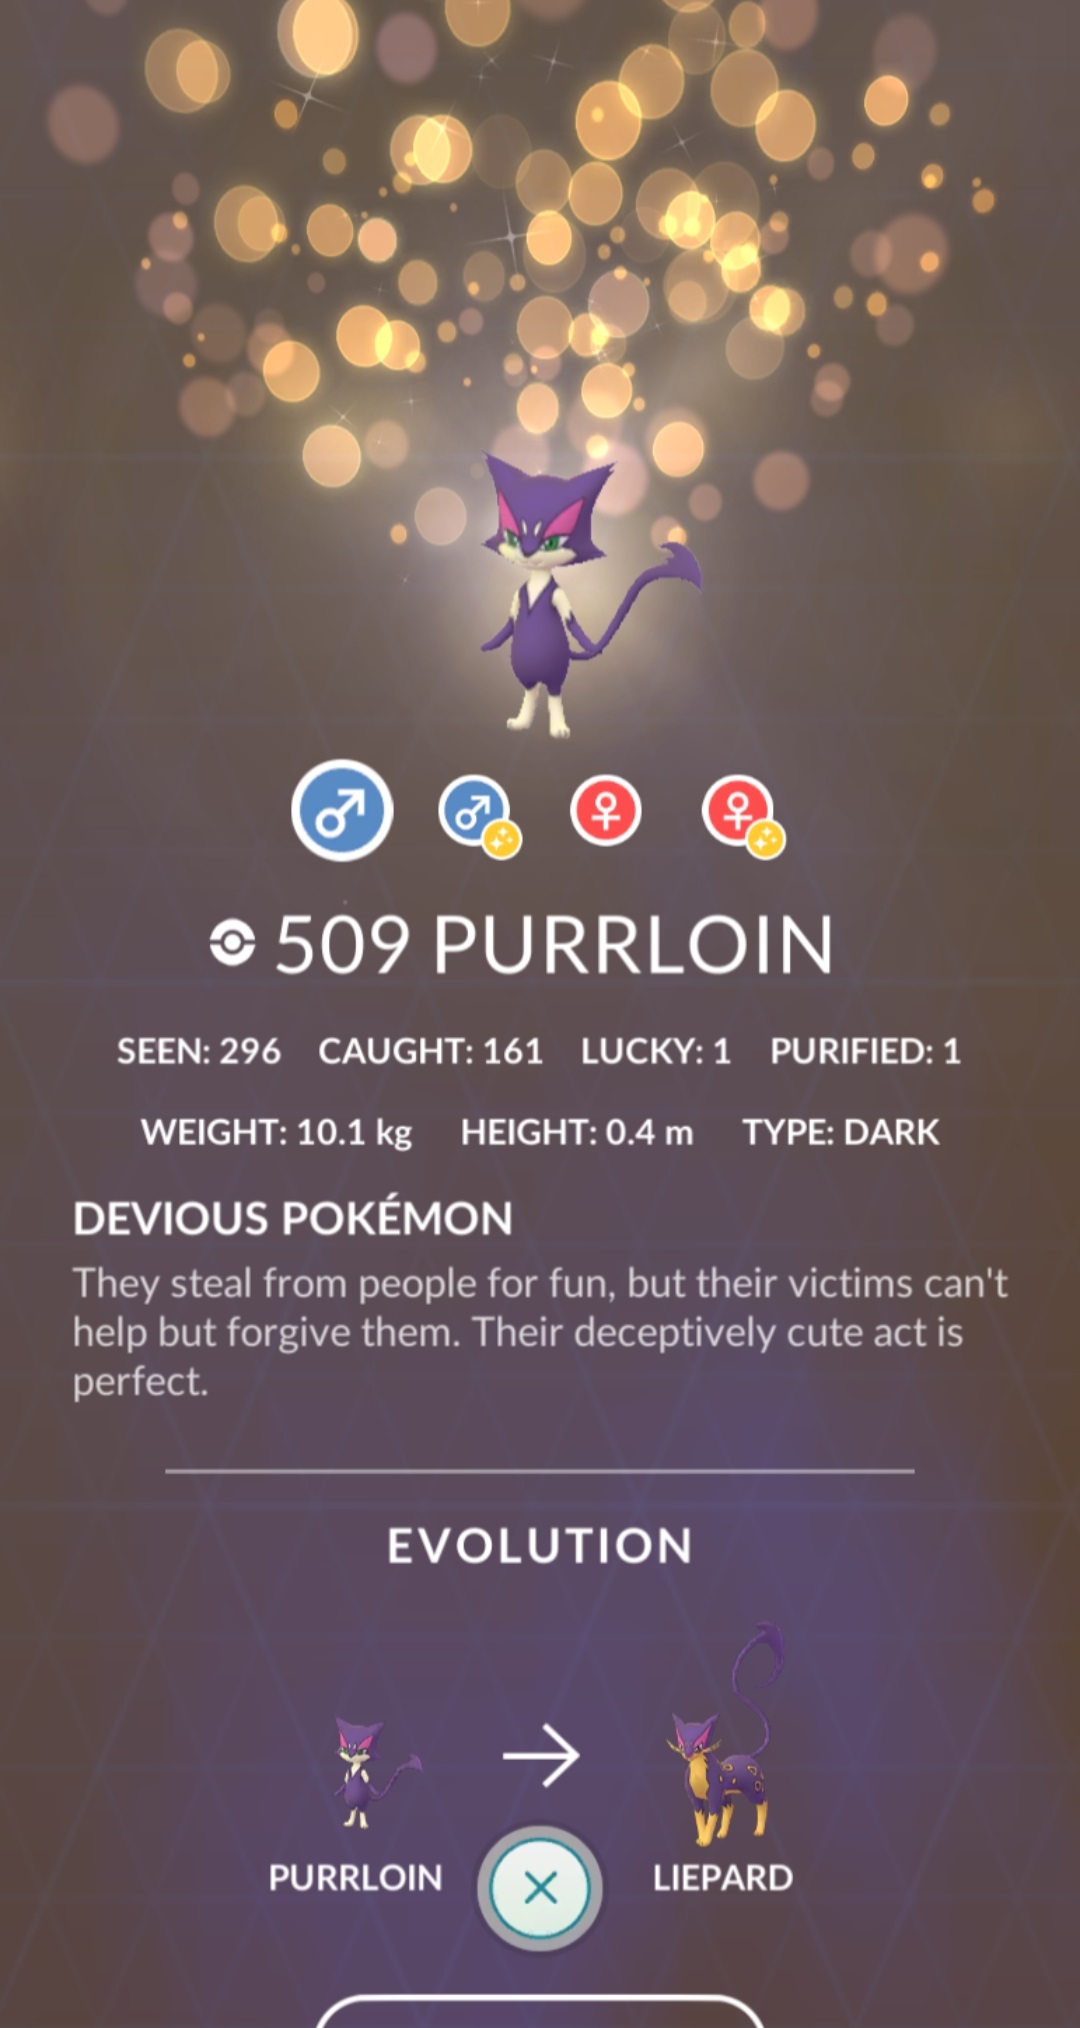 509 PURRLOIN
SEEN: 296 CAUGHT: 161 LUCKY: 1 PURIFIED: 1
WEIGHT: 10.1 kg HEIGHT: 0.4 m TYPE: DARK
DEVIOUS POKÉMON
They steal from people for fun, but their victims can't
help but forgive them. Their deceptively cute act is
perfect.
EVOLUTION
PURRLOIN LIEPARD